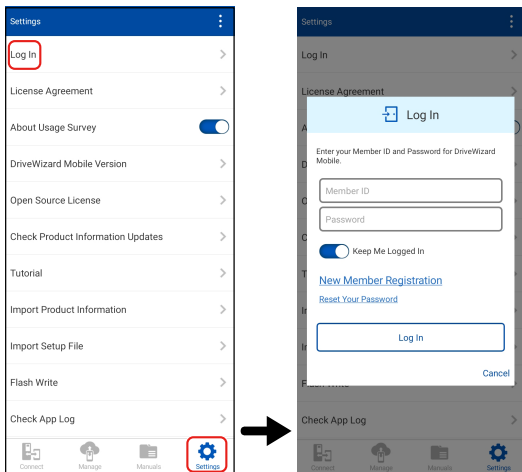 Settings
Log In
License Agreement
About Usage Survey
DriveWizard Mobile Version
Open Source License
Check Product Information Updates
Tutorial
Import Product Information
Import Setup File
Flash Write
Check App Log
Connect
Manage
Manuals
Settings
Settings
Log In
License Agreement
Log In
Enter your Member ID and Password for DriveWizard
Mobile.
Member ID
Password
Keep Me Logged In
New Member Registration
Reset Your Password
Log In
Cancel
Flash Write
Check App Log
Connect
Manage
Manuals
Settings